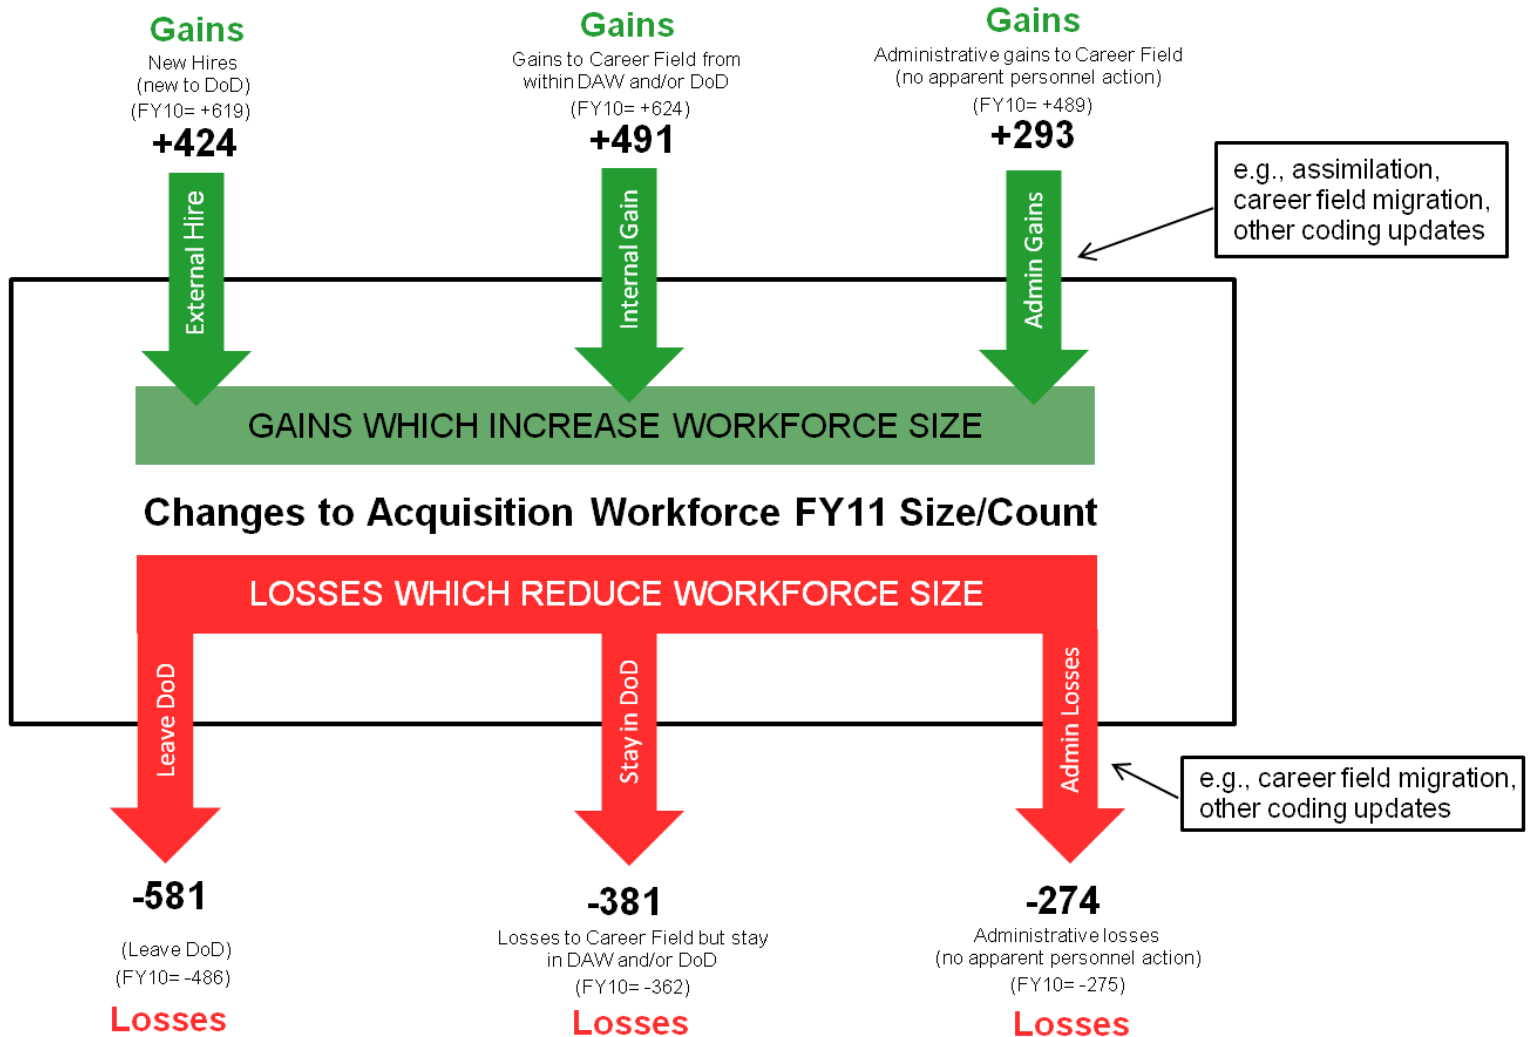 Gains
New Hires
(new to DoD)
(FY10= +619)
+424
External Hire
Gains
Gains to Career Field from
within DAW and/or DoD
(FY10= +624)
+491
Internal Gain
Gains
Administrative gains to Career Field
(no apparent personnel action)
(FY10= +489)
+293
Admin Gains
e.g., assimilation,
career field migration,
other coding updates
GAINS WHICH INCREASE WORKFORCE SIZE
Changes to Acquisition Workforce FY11 Size/Count
LOSSES WHICH REDUCE WORKFORCE SIZE
Leave DoD
-581
(Leave DoD)
(FY10= -486)
Losses
Stay in DoD
-381
Losses to Career Field but stay
in DAW and/or DoD
(FY10= -362)
Losses
Admin Losses
e.g., career field migration,
other coding updates
-274
Administrative losses
(no apparent personnel action)
(FY10= -275)
Losses